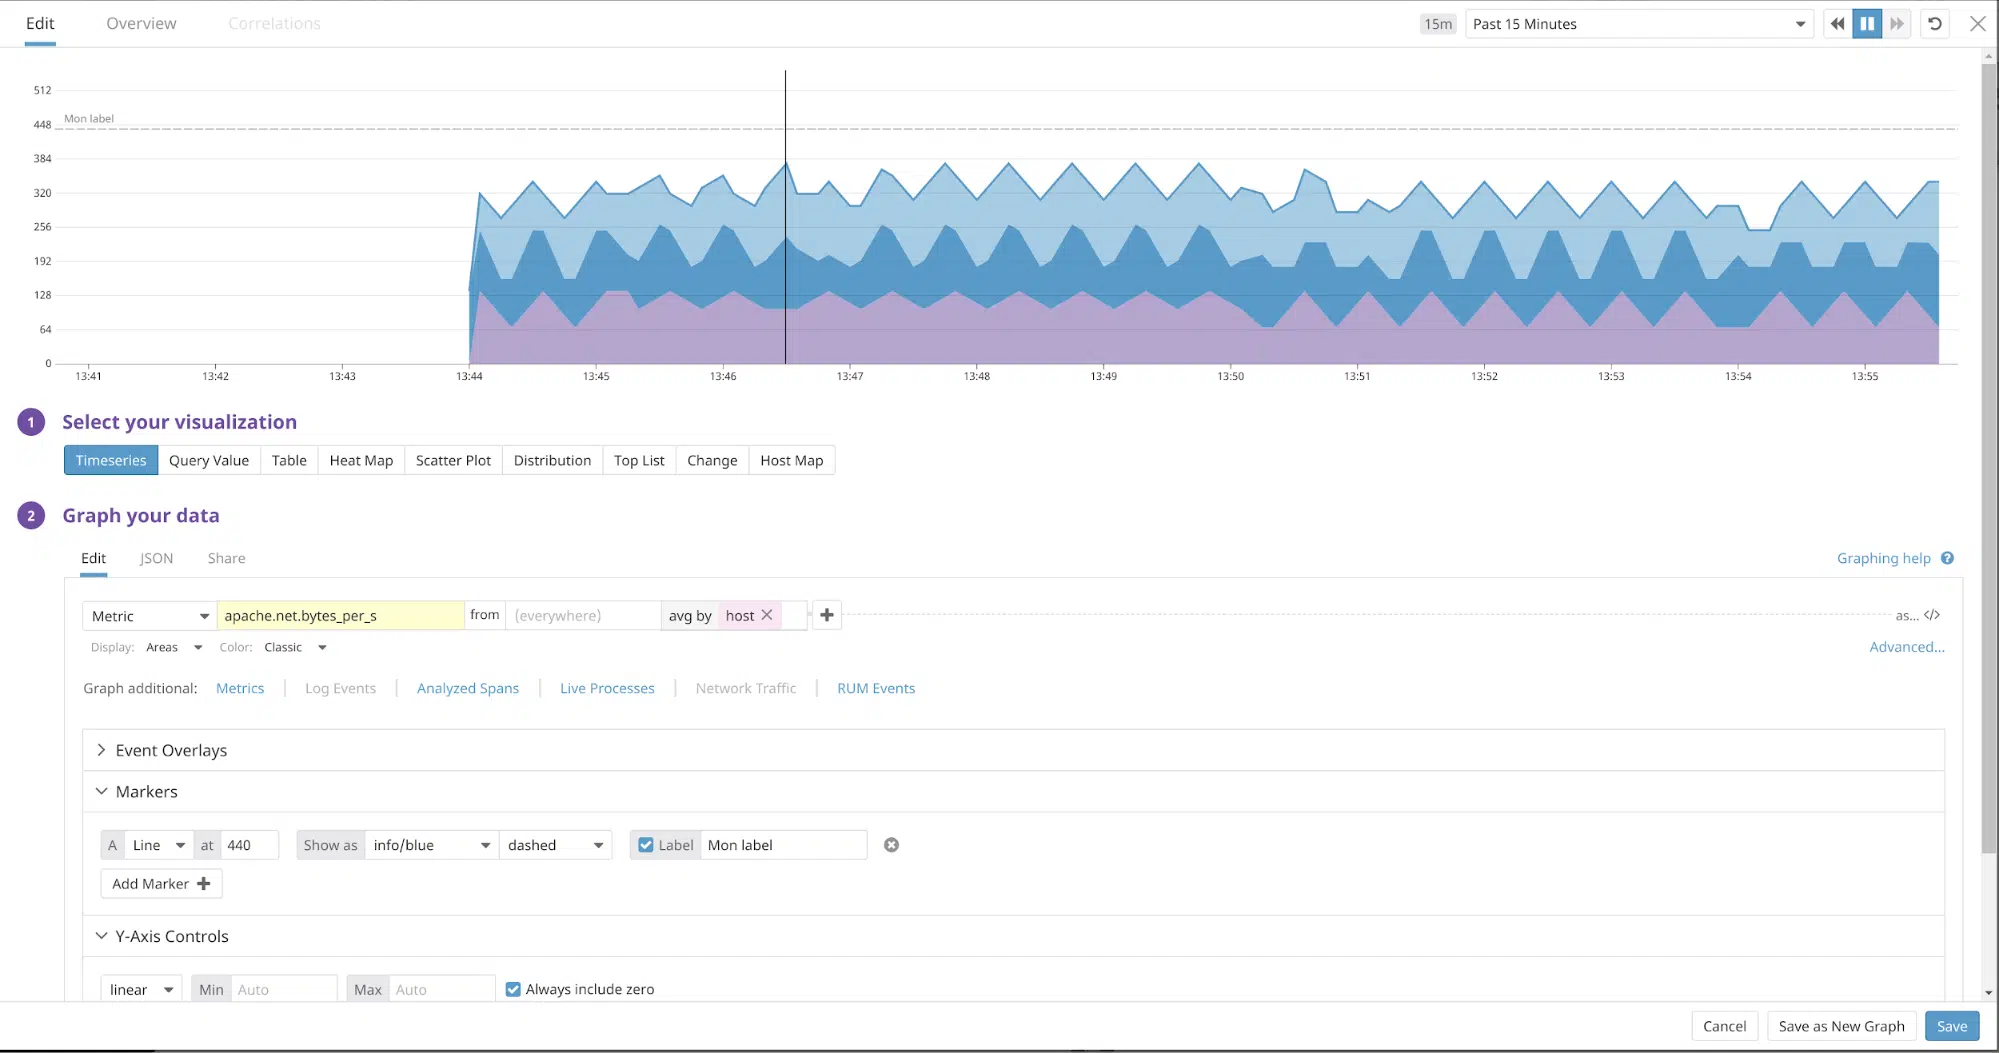 Edit Overview Correlations 15m Past 15 Minutes
512
448 Mon label
384
320
256
192
128
64
0
13:41 13:42 13:43 13:44 13:45 13:46 13:47 13:48 13:49 13:50 13:51 13:52 13:53 13:54 13:55
1 Select your visualization
Timeseries Query Value Table Heat Map Scatter Plot Distribution Top List Change Host Map
2 Graph your data
Edit JSON Share Graphing help ?
Metric apache.net.bytes_per_s from (everywhere) avg by host as... </>
Display: Areas Color: Classic Advanced...
Graph additional: Metrics Log Events Analyzed Spans Live Processes Network Traffic RUM Events
Event Overlays
Markers
A Line at 440 Show as info/blue dashed Label Mon label
Add Marker
Y-Axis Controls
linear Min Auto Max Auto Always include zero
Cancel Save as New Graph Save